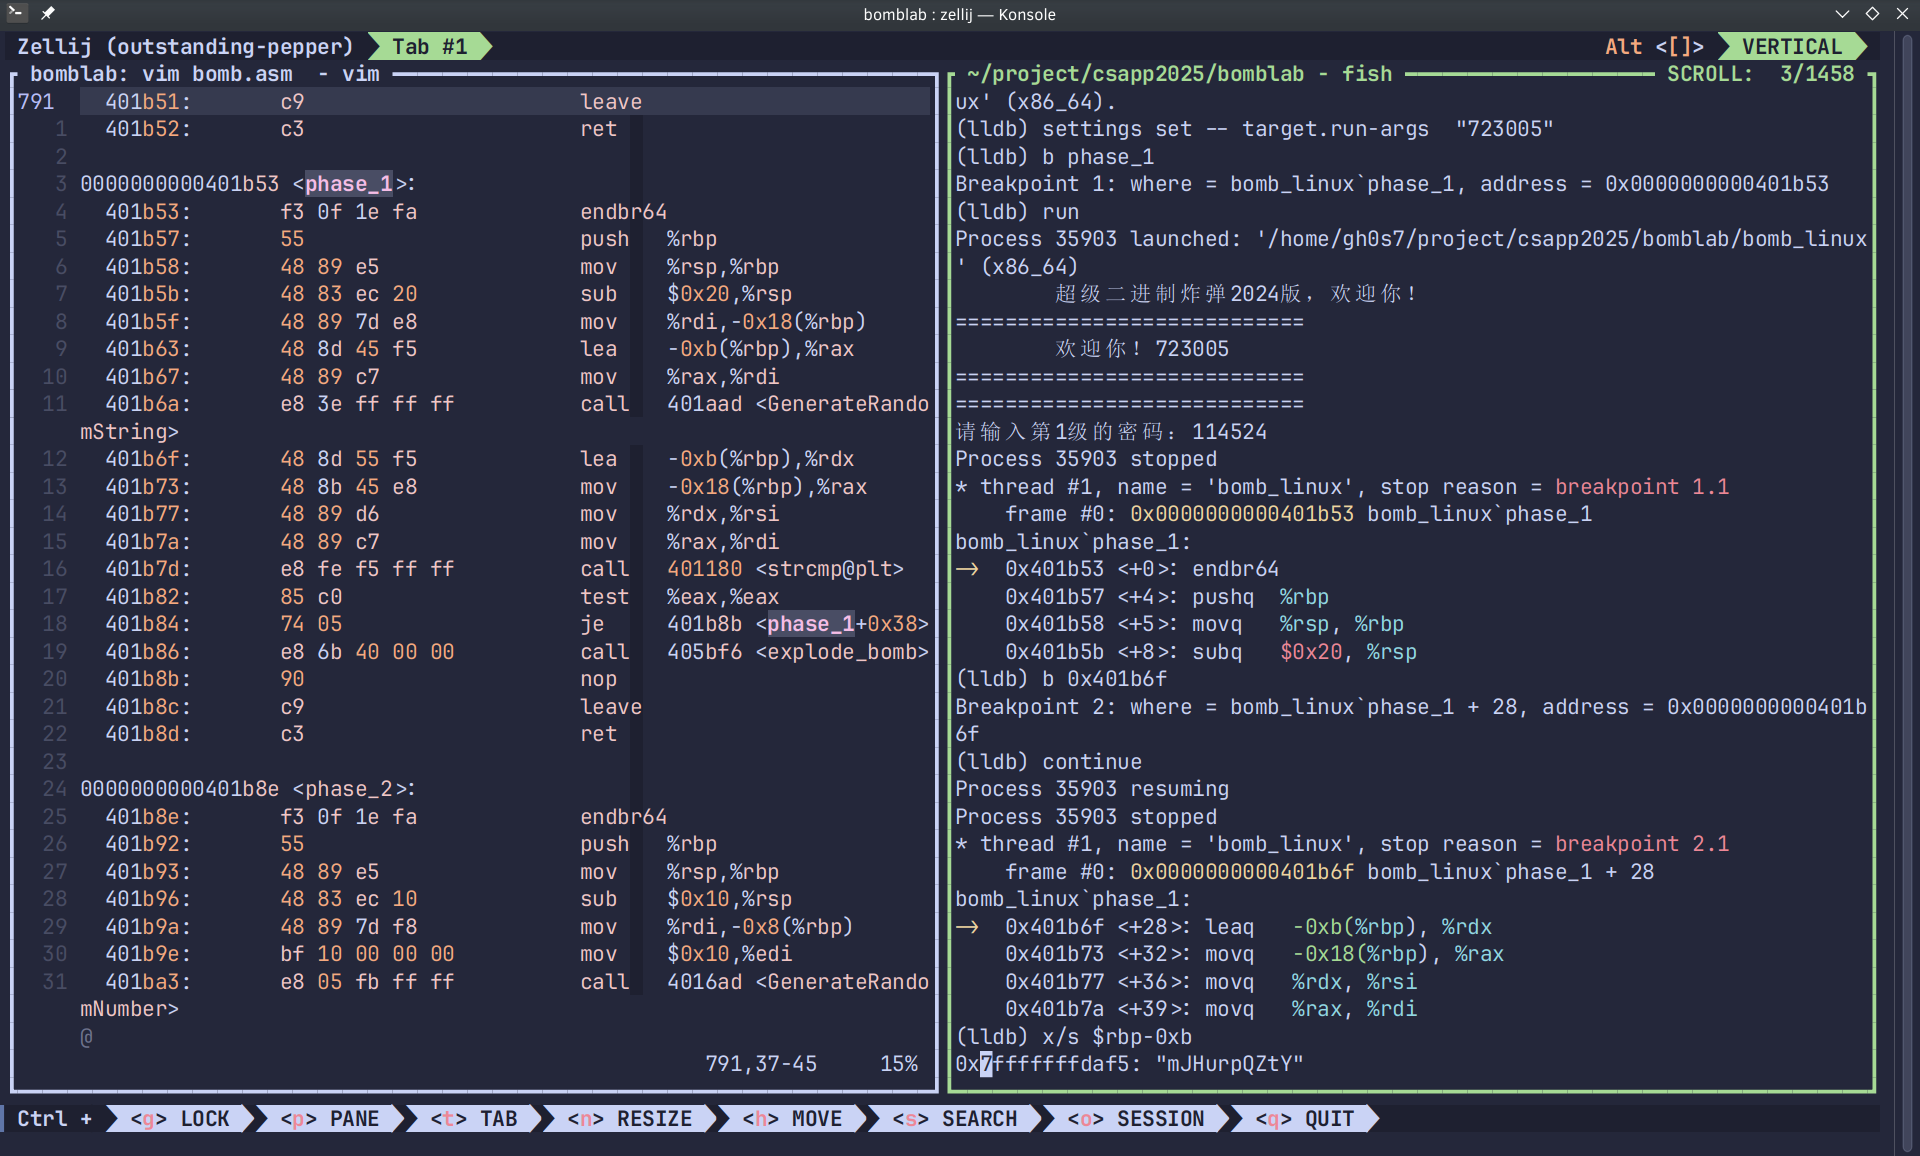 bomblab : zellij — Konsole
Zellij (outstanding-pepper) Tab #1 Alt <[]> VERTICAL
bomblab: vim bomb.asm - vim
791 401b51: c9 leave
1 401b52: c3 ret
2
3 0000000000401b53 <phase_1>:
4 401b53: f3 0f 1e fa endbr64
5 401b57: 55 push %rbp
6 401b58: 48 89 e5 mov %rsp,%rbp
7 401b5b: 48 83 ec 20 sub $0x20,%rsp
8 401b5f: 48 89 7d e8 mov %rdi,-0x18(%rbp)
9 401b63: 48 8d 45 f5 lea -0xb(%rbp),%rax
10 401b67: 48 89 c7 mov %rax,%rdi
11 401b6a: e8 3e ff ff ff call 401aad <GenerateRando
mString>
12 401b6f: 48 8d 55 f5 lea -0xb(%rbp),%rdx
13 401b73: 48 8b 45 e8 mov -0x18(%rbp),%rax
14 401b77: 48 89 d6 mov %rdx,%rsi
15 401b7a: 48 89 c7 mov %rax,%rdi
16 401b7d: e8 fe f5 ff ff call 401180 <strcmp@plt>
17 401b82: 85 c0 test %eax,%eax
18 401b84: 74 05 je 401b8b <phase_1+0x38>
19 401b86: e8 6b 40 00 00 call 405bf6 <explode_bomb>
20 401b8b: 90 nop
21 401b8c: c9 leave
22 401b8d: c3 ret
23
24 0000000000401b8e <phase_2>:
25 401b8e: f3 0f 1e fa endbr64
26 401b92: 55 push %rbp
27 401b93: 48 89 e5 mov %rsp,%rbp
28 401b96: 48 83 ec 10 sub $0x10,%rsp
29 401b9a: 48 89 7d f8 mov %rdi,-0x8(%rbp)
30 401b9e: bf 10 00 00 00 mov $0x10,%edi
31 401ba3: e8 05 fb ff ff call 4016ad <GenerateRando
mNumber>
@
791,37-45 15%
~/project/csapp2025/bomblab - fish SCROLL: 3/1458
ux' (x86_64).
(lldb) settings set -- target.run-args "723005"
(lldb) b phase_1
Breakpoint 1: where = bomb_linux`phase_1, address = 0x0000000000401b53
(lldb) run
Process 35903 launched: '/home/gh0s7/project/csapp2025/bomblab/bomb_linux
' (x86_64)
超级二进制炸弹2024版，欢迎你！
============================
欢迎你！723005
============================
============================
请输入第1级的密码：114524
Process 35903 stopped
* thread #1, name = 'bomb_linux', stop reason = breakpoint 1.1
frame #0: 0x0000000000401b53 bomb_linux`phase_1
bomb_linux`phase_1:
-> 0x401b53 <+0>: endbr64
0x401b57 <+4>: pushq %rbp
0x401b58 <+5>: movq %rsp, %rbp
0x401b5b <+8>: subq $0x20, %rsp
(lldb) b 0x401b6f
Breakpoint 2: where = bomb_linux`phase_1 + 28, address = 0x0000000000401b
6f
(lldb) continue
Process 35903 resuming
Process 35903 stopped
* thread #1, name = 'bomb_linux', stop reason = breakpoint 2.1
frame #0: 0x0000000000401b6f bomb_linux`phase_1 + 28
bomb_linux`phase_1:
-> 0x401b6f <+28>: leaq -0xb(%rbp), %rdx
0x401b73 <+32>: movq -0x18(%rbp), %rax
0x401b77 <+36>: movq %rdx, %rsi
0x401b7a <+39>: movq %rax, %rdi
(lldb) x/s $rbp-0xb
0x7fffffffdaf5: "mJHurpQZtY"
Ctrl + <g> LOCK <p> PANE <t> TAB <n> RESIZE <h> MOVE <s> SEARCH <o> SESSION <q> QUIT